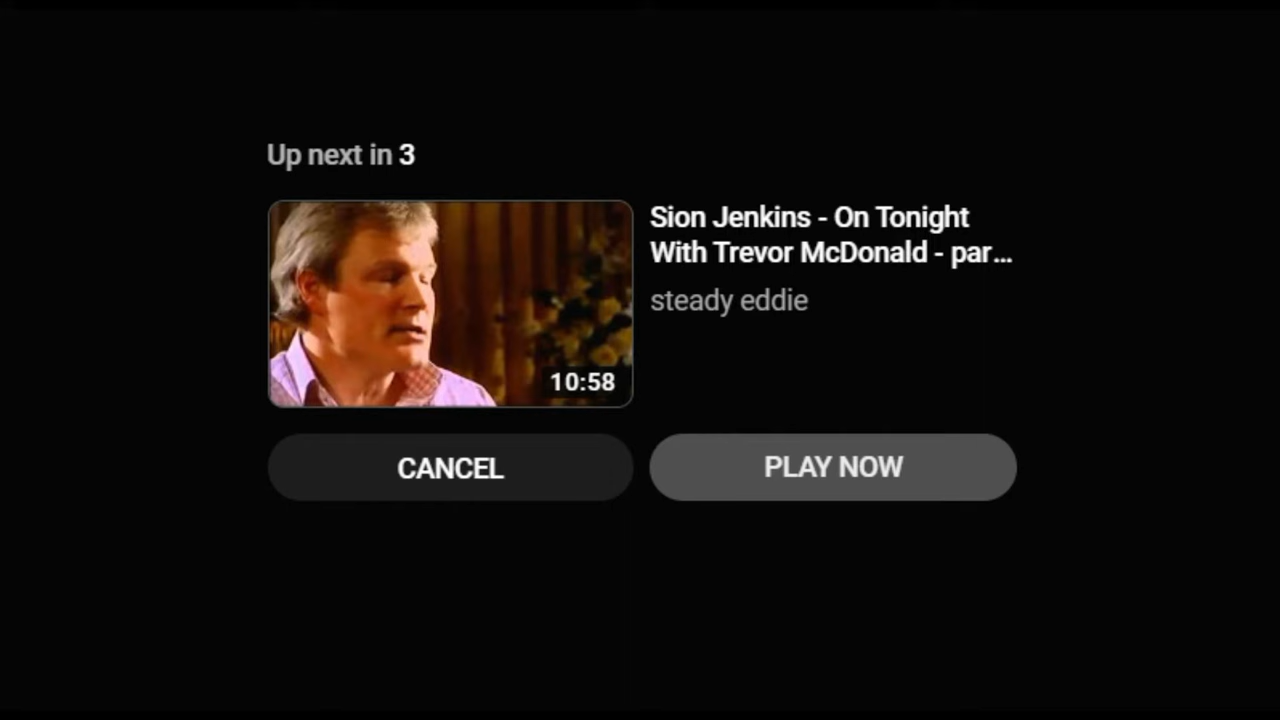 Up next in 3
Sion Jenkins - On Tonight
With Trevor McDonald - par...
steady eddie
10:58
CANCEL
PLAY NOW